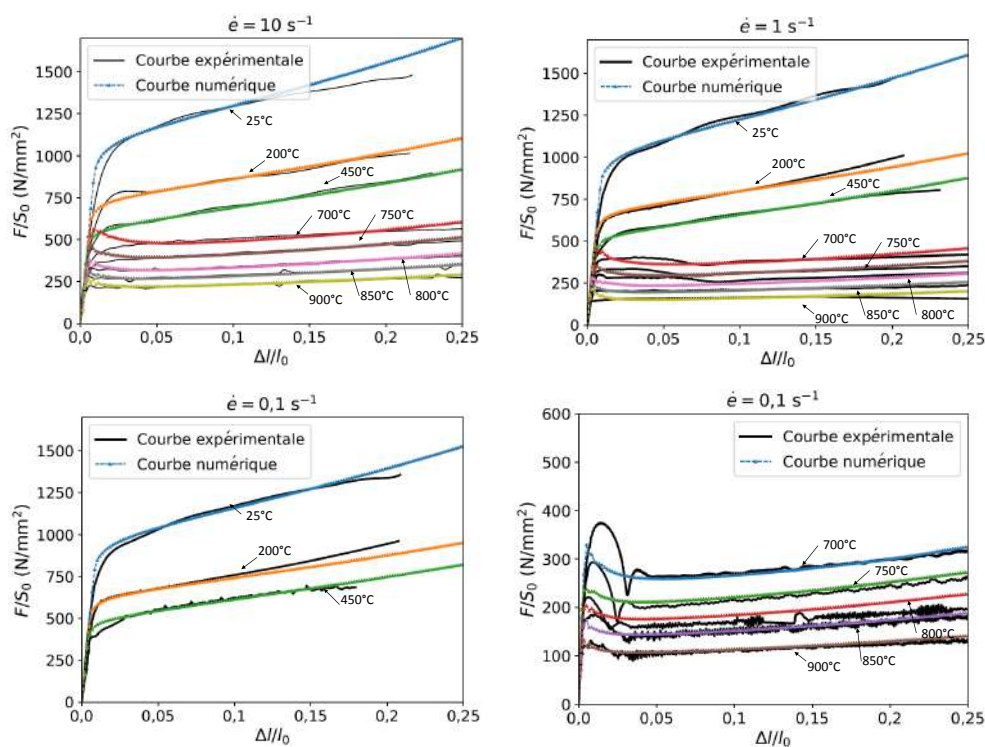 ė = 10 s⁻¹
Courbe expérimentale
Courbe numérique
25°C
200°C
450°C
700°C
750°C
900°C
850°C
800°C
F/S₀ (N/mm²)
1500
1250
1000
750
500
250
0
0,0
0,05
0,1
0,15
0,2
0,25
Δl/l₀
ė = 1 s⁻¹
Courbe expérimentale
Courbe numérique
25°C
200°C
450°C
700°C
750°C
900°C
850°C
800°C
F/S₀ (N/mm²)
1500
1250
1000
750
500
250
0
0,0
0,05
0,1
0,15
0,2
0,25
Δl/l₀
ė = 0,1 s⁻¹
Courbe expérimentale
Courbe numérique
25°C
200°C
450°C
F/S₀ (N/mm²)
1500
1250
1000
750
500
250
0
0,0
0,05
0,1
0,15
0,2
0,25
Δl/l₀
ė = 0,1 s⁻¹
Courbe expérimentale
Courbe numérique
700°C
750°C
800°C
850°C
900°C
F/S₀ (N/mm²)
600
500
400
300
200
100
0
0,0
0,05
0,1
0,15
0,2
0,25
Δl/l₀